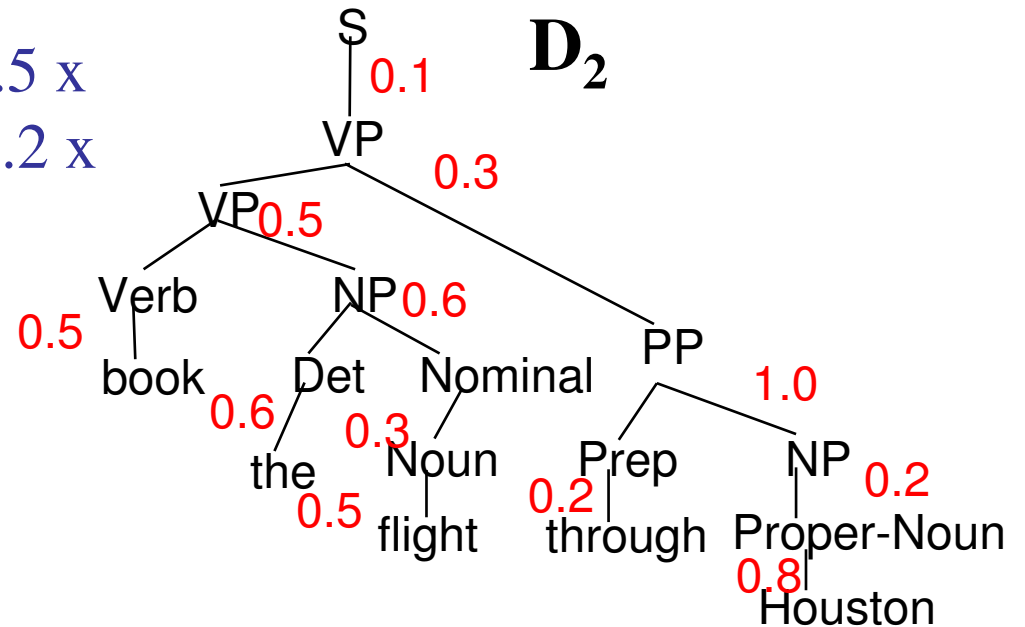 S
D₂
.5 x
0.1
VP
.2 x
0.3
VP 0.5
Verb NP 0.6
0.5
PP
book Det Nominal 1.0
0.6 0.3
the Noun Prep NP 0.2
0.5 0.2
flight through Proper-Noun
0.8
Houston